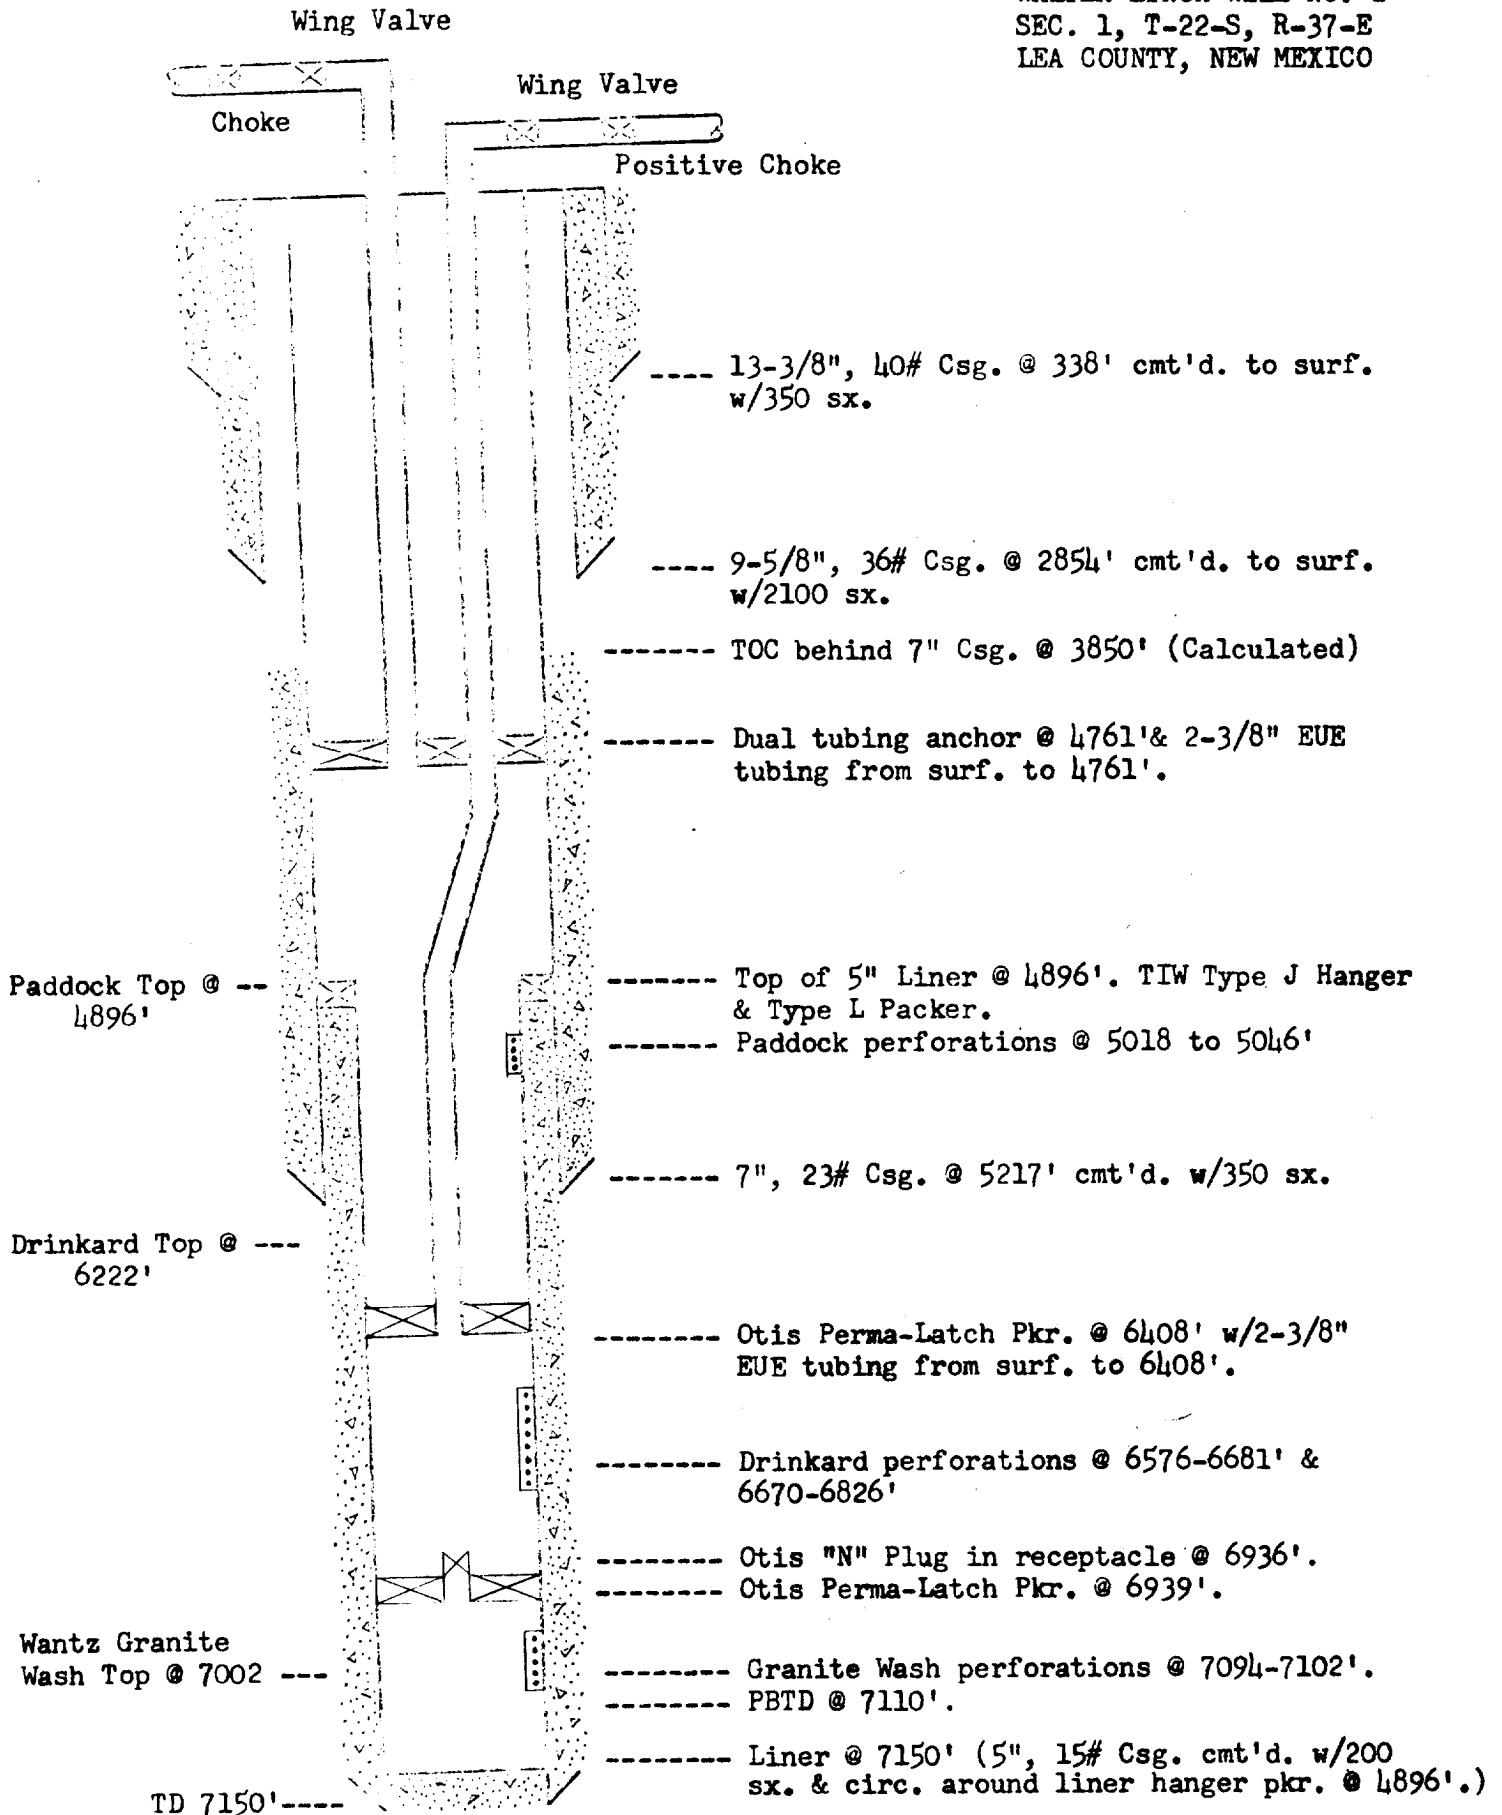 SEC. 1, T-22-S, R-37-E
LEA COUNTY, NEW MEXICO
Wing Valve
Wing Valve
Choke
Positive Choke
---- 13-3/8", 40# Csg. @ 338' cmt'd. to surf.
w/350 sx.
---- 9-5/8", 36# Csg. @ 2854' cmt'd. to surf.
w/2100 sx.
------- TOC behind 7" Csg. @ 3850' (Calculated)
------- Dual tubing anchor @ 4761'& 2-3/8" EUE
tubing from surf. to 4761'.
Paddock Top @ --
4896'
------- Top of 5" Liner @ 4896'. TIW Type J Hanger
& Type L Packer.
------- Paddock perforations @ 5018 to 5046'
------- 7", 23# Csg. @ 5217' cmt'd. w/350 sx.
Drinkard Top @ ---
6222'
-------- Otis Perma-Latch Pkr. @ 6408' w/2-3/8"
EUE tubing from surf. to 6408'.
-------- Drinkard perforations @ 6576-6681' &
6670-6826'
-------- Otis "N" Plug in receptacle @ 6936'.
-------- Otis Perma-Latch Pkr. @ 6939'.
Wantz Granite
Wash Top @ 7002 ---
-------- Granite Wash perforations @ 7094-7102'.
-------- PBTD @ 7110'.
-------- Liner @ 7150' (5", 15# Csg. cmt'd. w/200
sx. & circ. around liner hanger pkr. @ 4896'.)
TD 7150'----